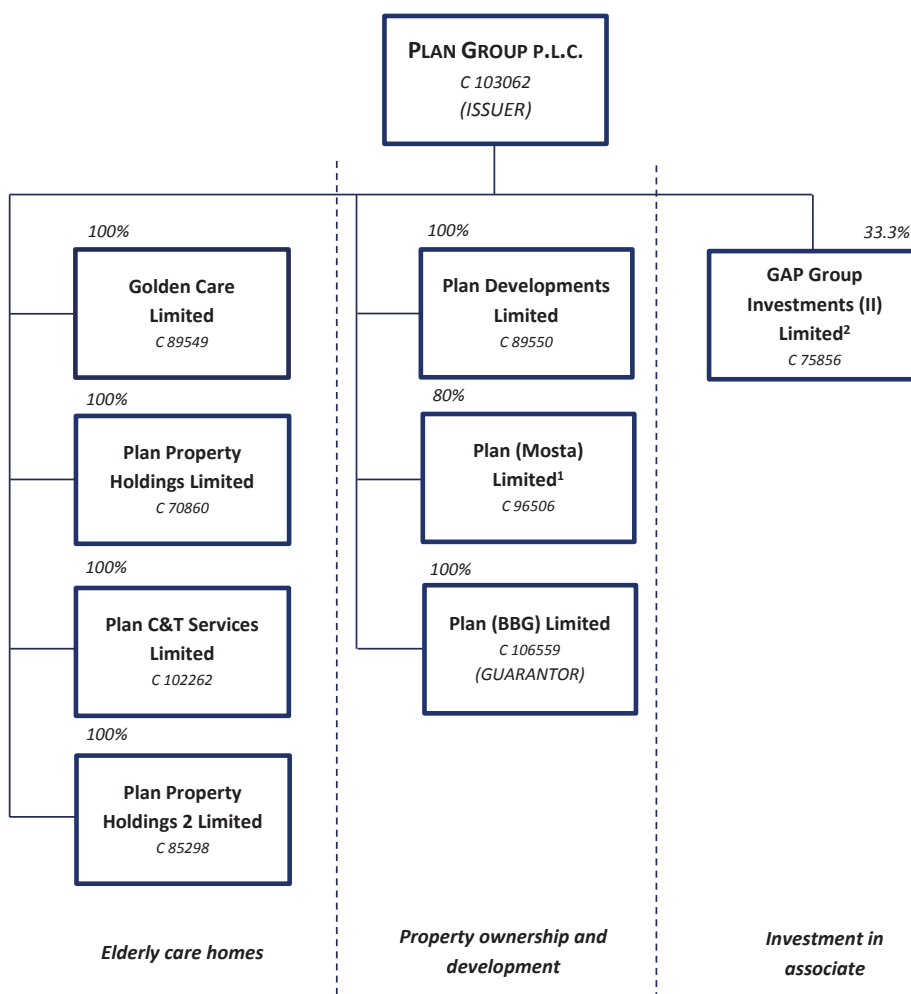 PLAN GROUP P.L.C.
C 103062
(ISSUER)
100%
Golden Care
Limited
C 89549
100%
Plan Property
Holdings Limited
C 70860
100%
Plan C&T Services
Limited
C 102262
100%
Plan Property
Holdings 2 Limited
C 85298
Elderly care homes
100%
Plan Developments
Limited
C 89550
80%
Plan (Mosta)
Limited¹
C 96506
100%
Plan (BBG) Limited
C 106559
(GUARANTOR)
Property ownership and
development
33.3%
GAP Group
Investments (II)
Limited²
C 75856
Investment in
associate